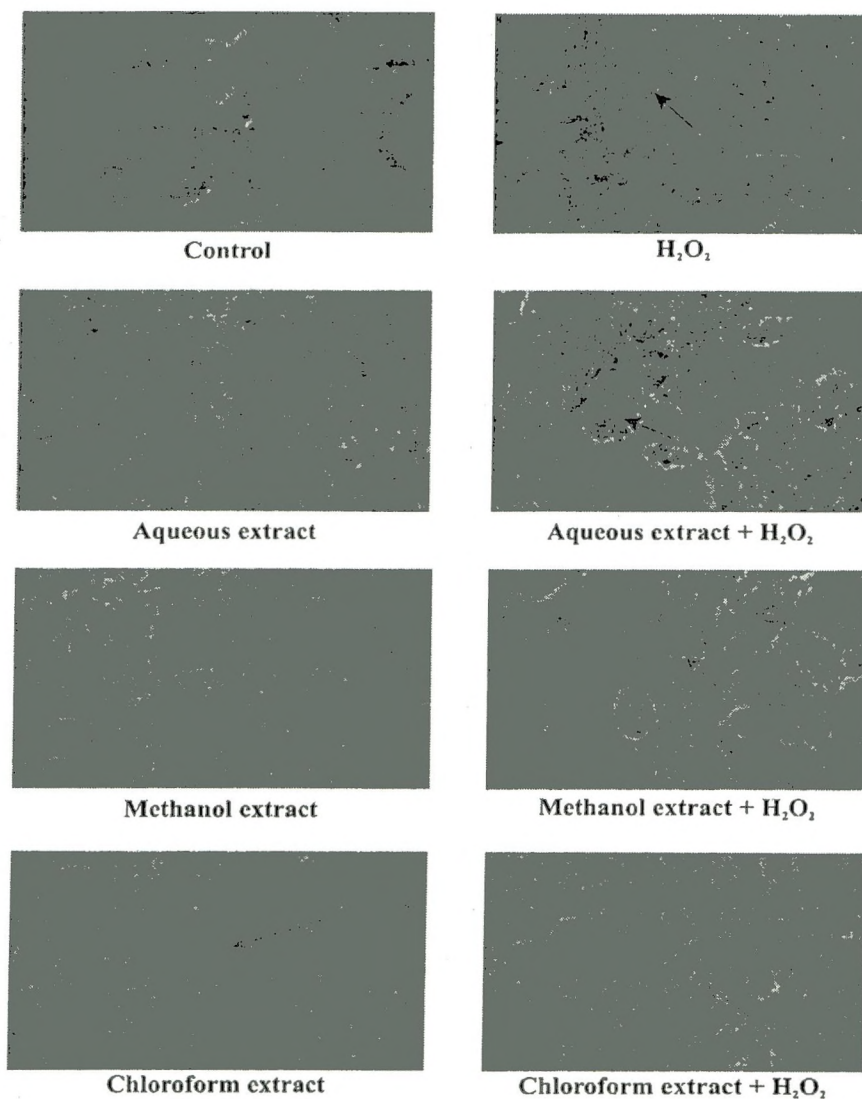 Control
H₂O₂
Aqueous extract
Aqueous extract + H₂O₂
Methanol extract
Methanol extract + H₂O₂
Chloroform extract
Chloroform extract + H₂O₂